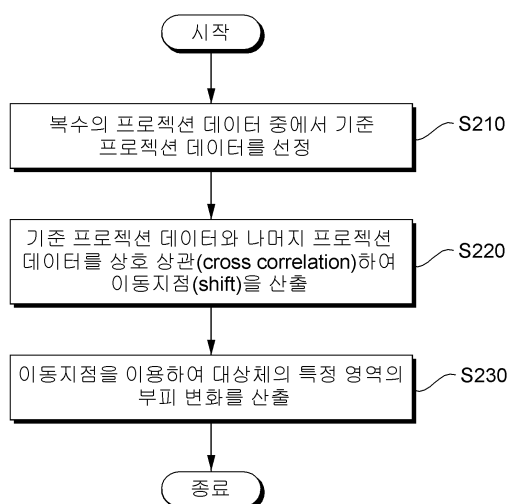 시작
복수의 프로젝션 데이터 중에서 기준
프로젝션 데이터를 선정
S210
기준 프로젝션 데이터와 나머지 프로젝션
데이터를 상호 상관(cross correlation)하여
이동지점(shift)을 산출
S220
이동지점을 이용하여 대상체의 특정 영역의
부피 변화를 산출
S230
종료